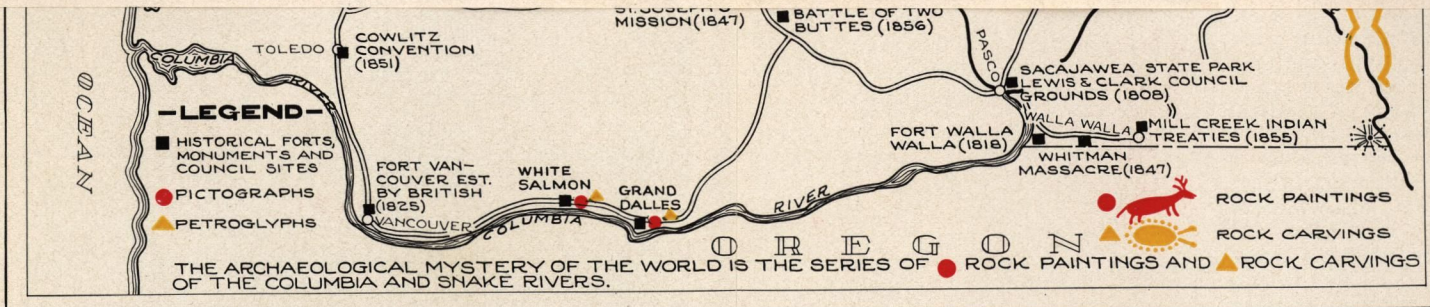 MISSION (1847)
BATTLE OF TWO
BUTTES (1856)
COWLITZ
CONVENTION
(1851)
TOLEDO
COLUMBIA
RIVER
OCEAN
PASCO
SACAJAWEA STATE PARK
LEWIS & CLARK COUNCIL
GROUNDS (1808)
WALLA WALLA
MILL CREEK INDIAN
TREATIES (1855)
FORT WALLA
WALLA (1818)
WHITMAN
MASSACRE (1847)
-LEGEND-
HISTORICAL FORTS,
MONUMENTS AND
COUNCIL SITES
PICTOGRAPHS
PETROGLYPHS
FORT VAN-
COUVER EST.
BY BRITISH
(1825)
VANCOUVER
WHITE
SALMON
GRAND
DALLES
COLUMBIA
RIVER
OREGON
ROCK PAINTINGS
ROCK CARVINGS
THE ARCHAEOLOGICAL MYSTERY OF THE WORLD IS THE SERIES OF ROCK PAINTINGS AND ROCK CARVINGS
OF THE COLUMBIA AND SNAKE RIVERS.